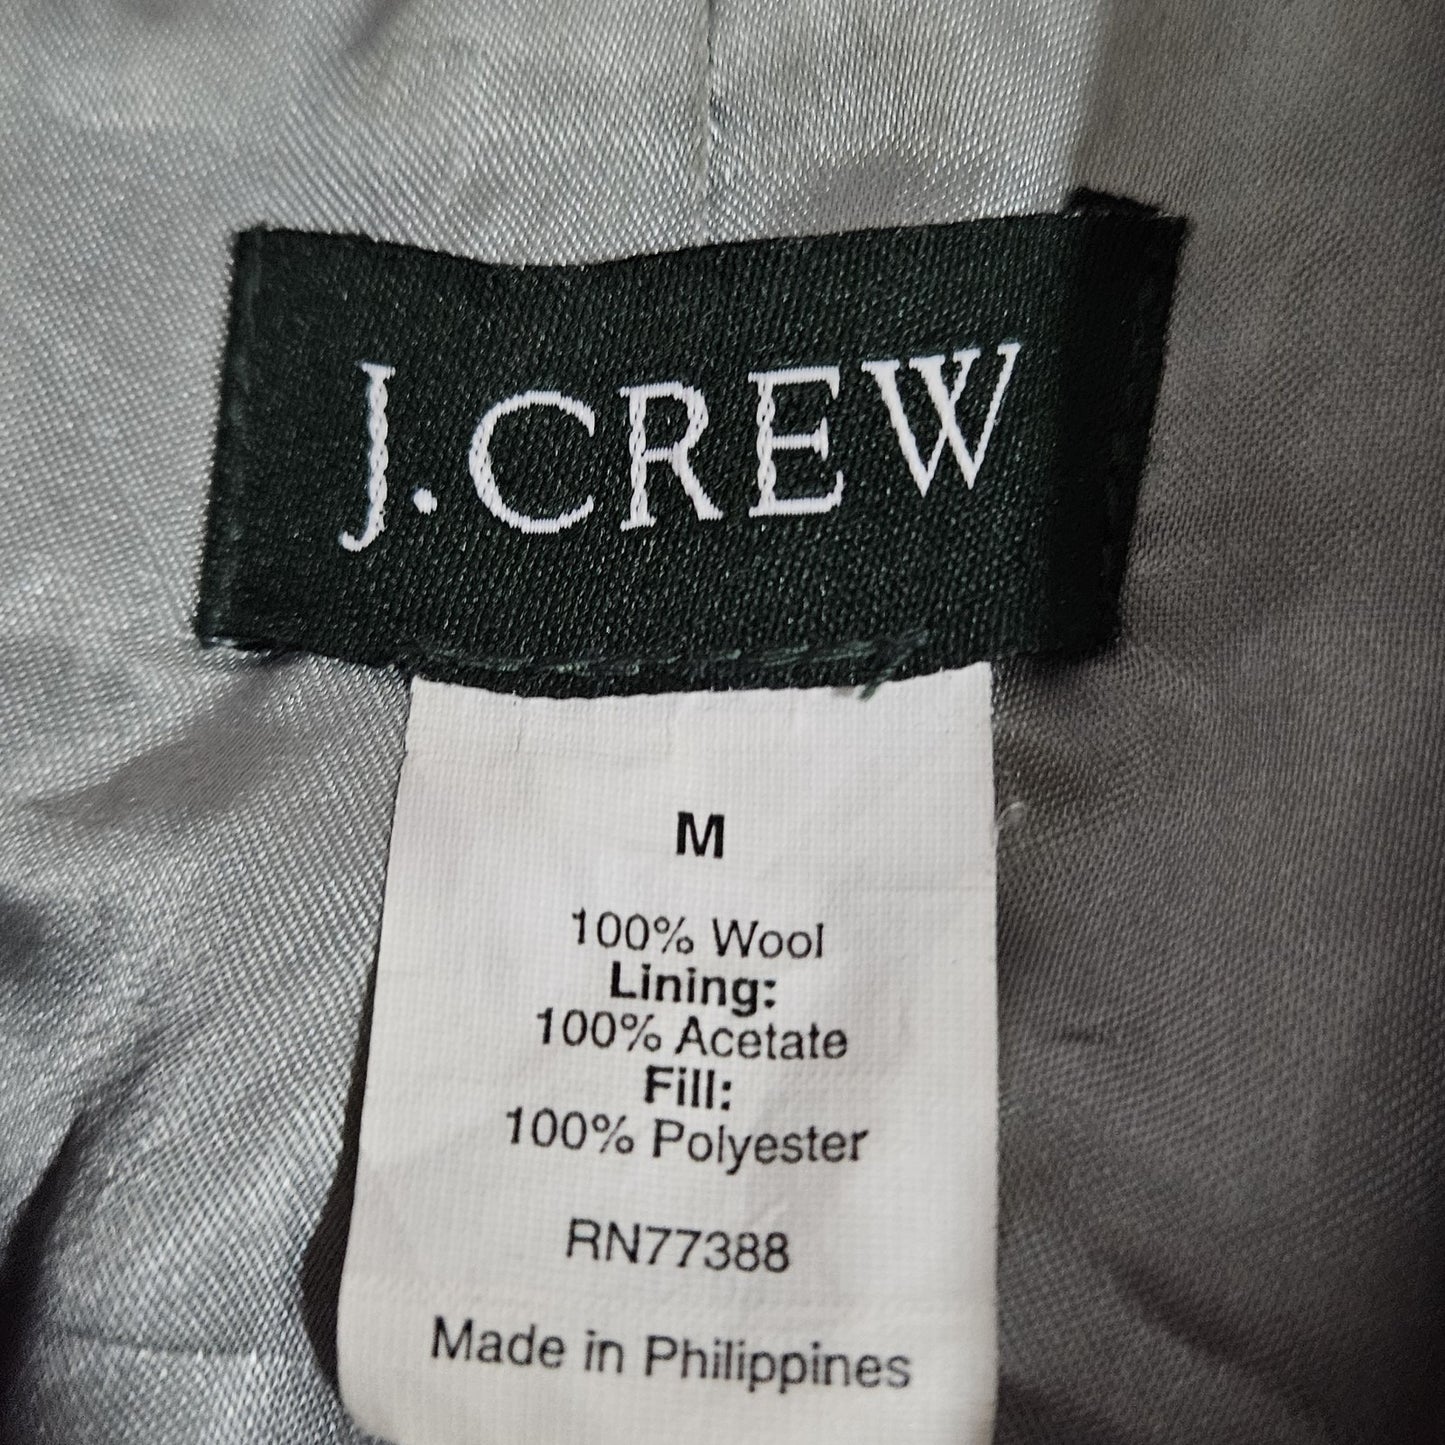 J.CREW
M
100% Wool
Lining:
100% Acetate
Fill:
100% Polyester
RN77388
Made in Philippines